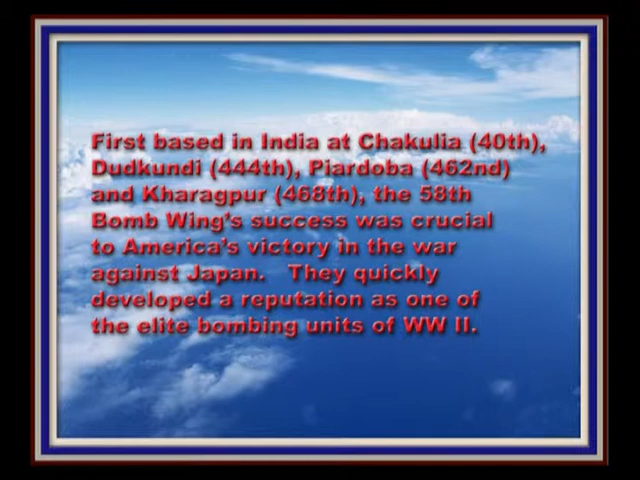 First based in India at Chakulia (40th),
Dudkundi (444th), Piardoba (462nd)
and Kharagpur (468th), the 58th
Bomb Wing's success was crucial
to America's victory in the war
against Japan.   They quickly
developed a reputation as one of
the elite bombing units of WW II.